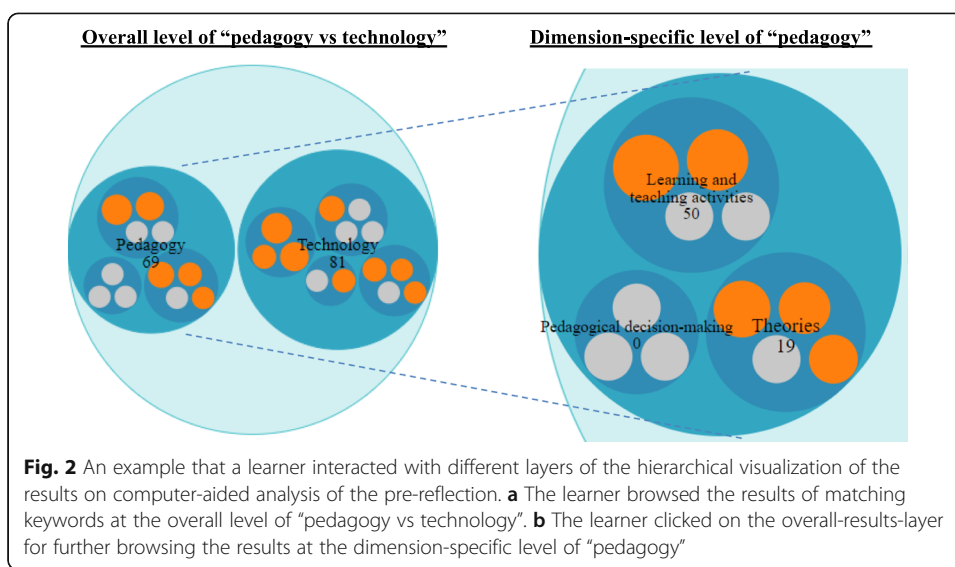 Overall level of “pedagogy vs technology”
Dimension-specific level of “pedagogy”
Pedagogy
69
Technology
81
Learning and
teaching activities
50
Pedagogical decision-making
0
Theories
19
Fig. 2 An example that a learner interacted with different layers of the hierarchical visualization of the
results on computer-aided analysis of the pre-reflection. a The learner browsed the results of matching
keywords at the overall level of “pedagogy vs technology”. b The learner clicked on the overall-results-layer
for further browsing the results at the dimension-specific level of “pedagogy”